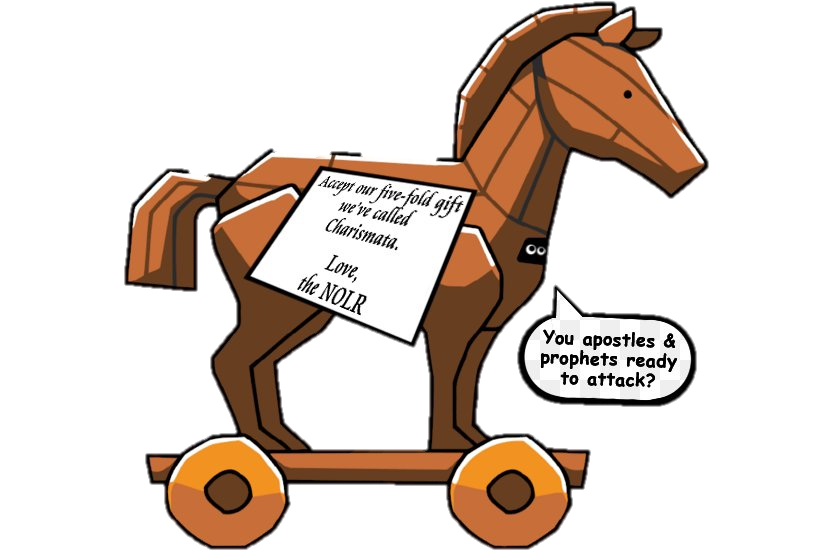 Accept our five-fold gift
we've called
Charismata.
Love,
the NOLR
You apostles &
prophets ready
to attack?